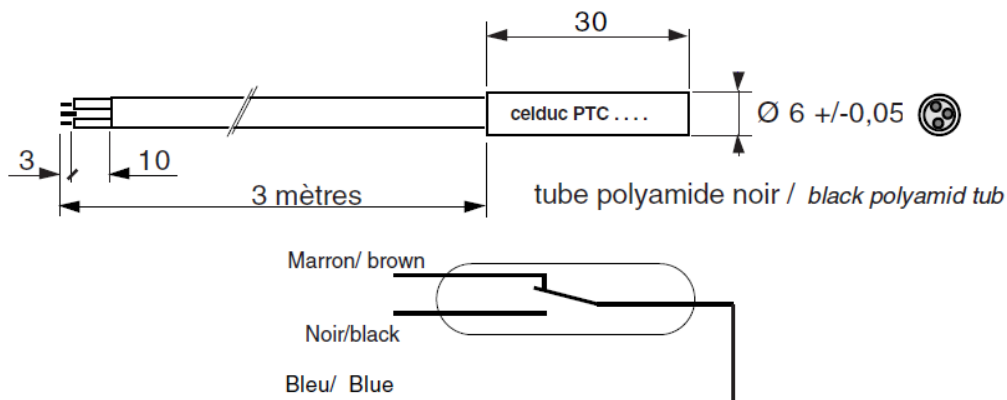 30
celduc PTC . . . .
Ø 6 +/-0,05
3
10
3 mètres
tube polyamide noir / black polyamid tub
Marron/ brown
Noir/black
Bleu/ Blue